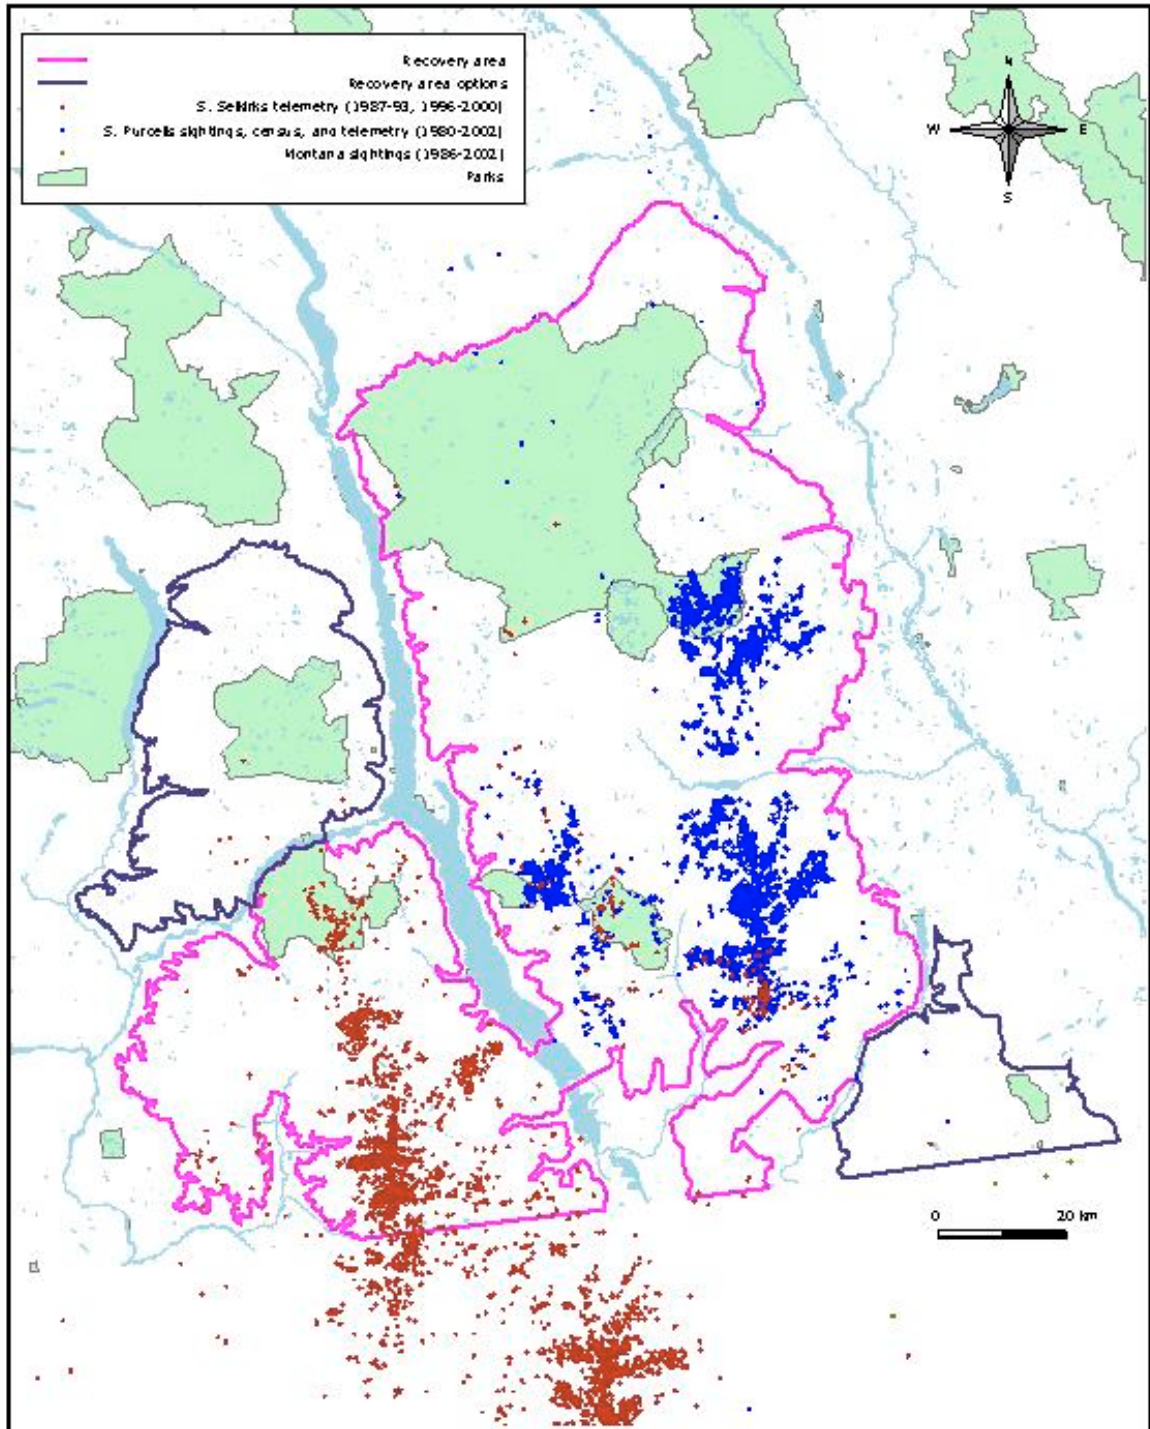 Recovery area
Recovery area options
S. Selkirks telemetry (1987-93, 1996-2000)
S. Purcells sightings, census, and telemetry (1980-2002)
Montana sightings (1986-2002)
Parks
N
W E
S
0 20 km